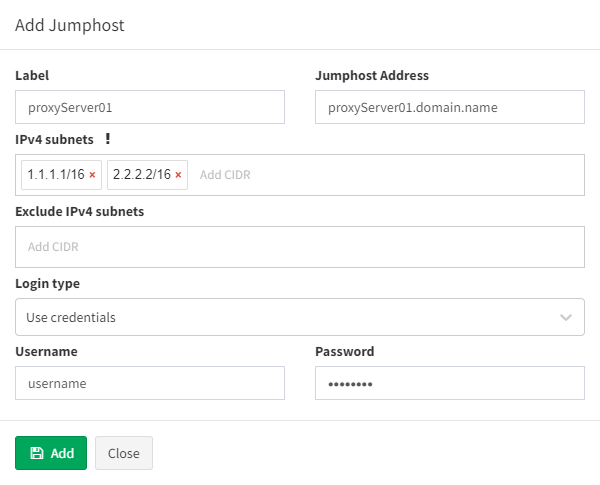 Add Jumphost
Label Jumphost Address
proxyServer01 proxyServer01.domain.name
IPv4 subnets !
1.1.1.1/16 × 2.2.2.2/16 × Add CIDR
Exclude IPv4 subnets
Add CIDR
Login type
Use credentials
Username Password
username ••••••••
Add Close